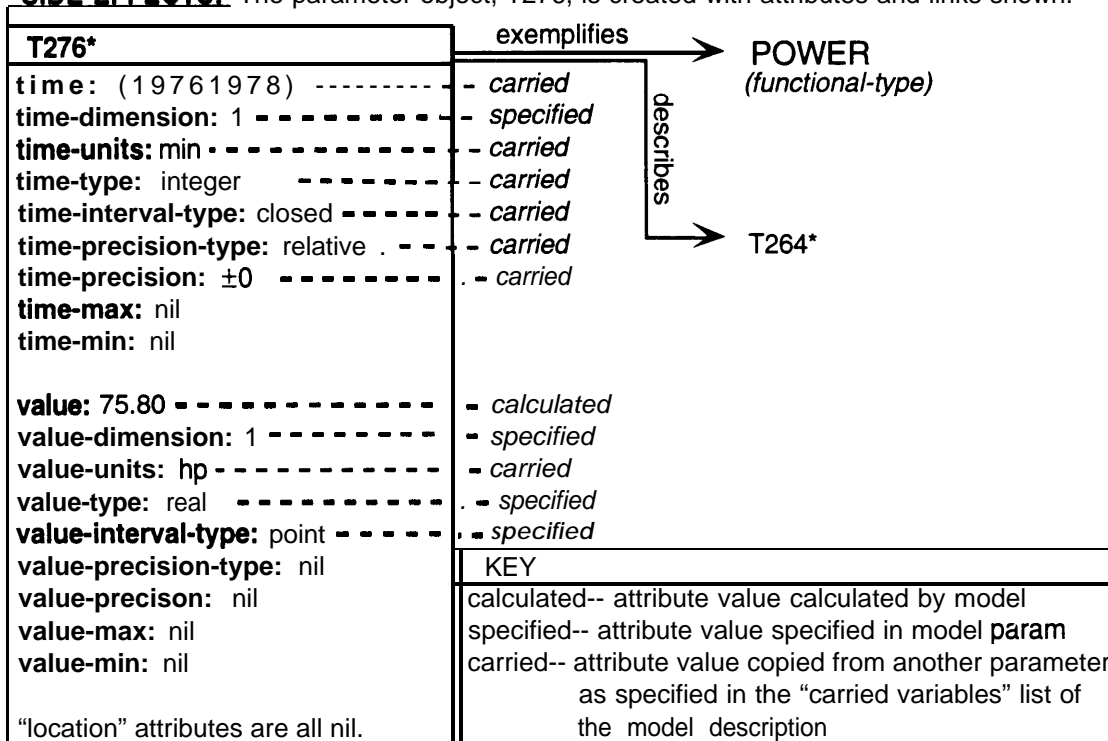 SIDE EFFECTS: The parameter object, T276, is created with attributes and links shown.
T276*
exemplifies
POWER
(functional-type)
describes
T264*
time: (19761978) - carried
time-dimension: 1 - specified
time-units: min - carried
time-type: integer - carried
time-interval-type: closed - carried
time-precision-type: relative - carried
time-precision: ±0 - carried
time-max: nil
time-min: nil
value: 75.80 - calculated
value-dimension: 1 - specified
value-units: hp - carried
value-type: real - specified
value-interval-type: point - specified
value-precision-type: nil
value-precison: nil
value-max: nil
value-min: nil
"location" attributes are all nil.
KEY
calculated-- attribute value calculated by model
specified-- attribute value specified in model param
carried-- attribute value copied from another parameter
as specified in the "carried variables" list of
the model description